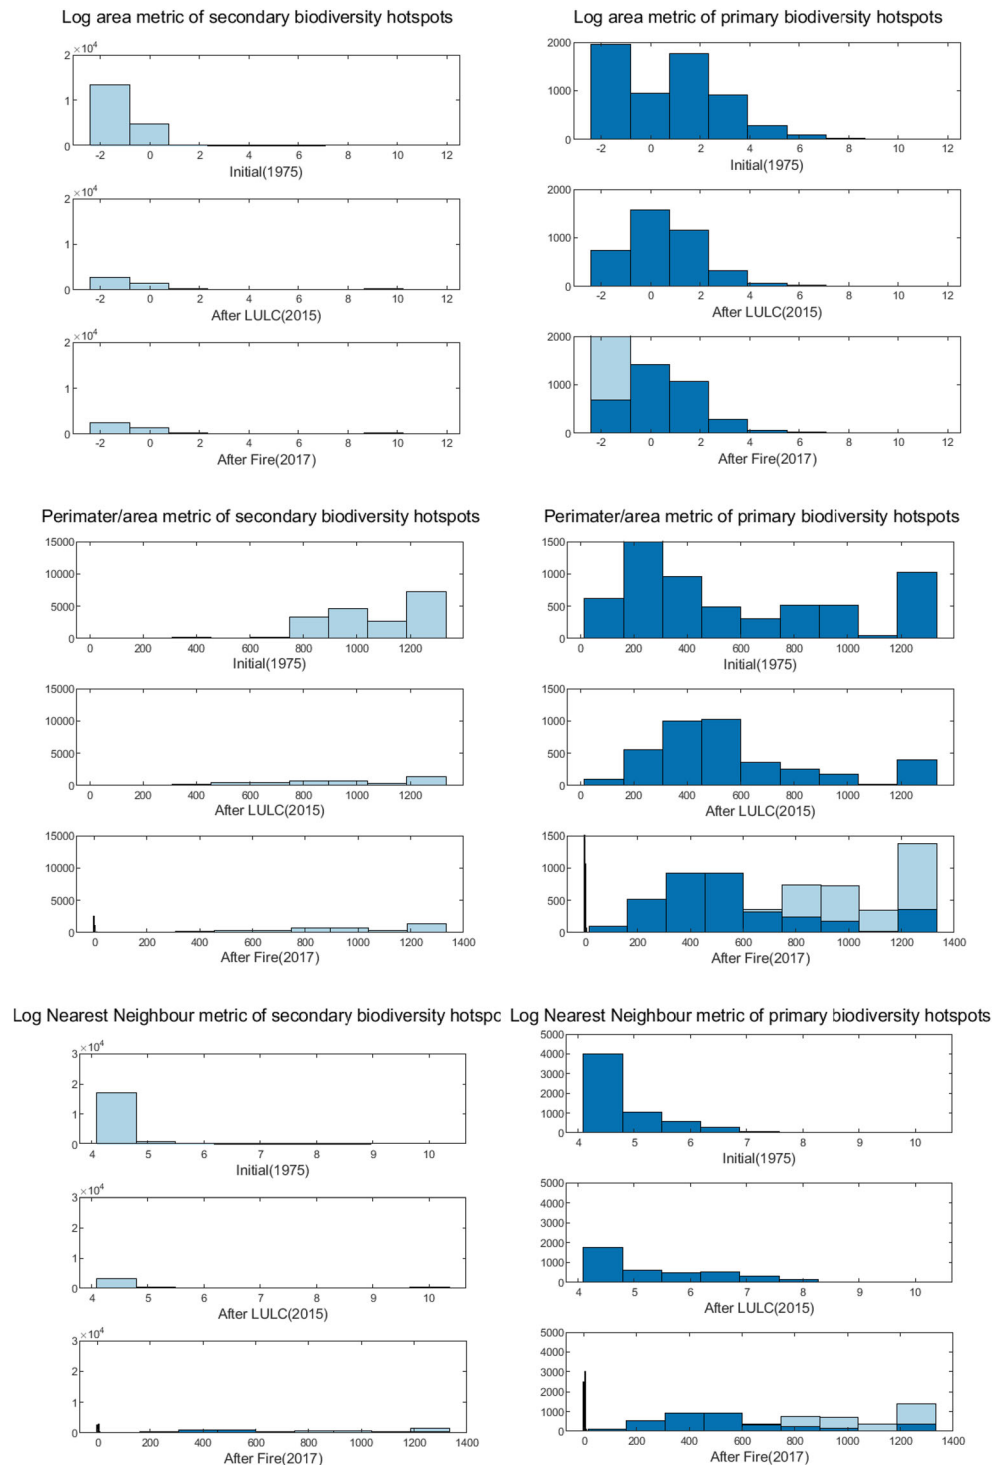 Log area metric of secondary biodiversity hotspots
×10⁴
2
1
0
-2 0 2 4 6 8 10 12
Initial(1975)
×10⁴
2
1
0
-2 0 2 4 6 8 10 12
After LULC(2015)
×10⁴
2
1
0
-2 0 2 4 6 8 10 12
After Fire(2017)
Log area metric of primary biodiversity hotspots
2000
1000
0
-2 0 2 4 6 8 10 12
Initial(1975)
2000
1000
0
-2 0 2 4 6 8 10 12
After LULC(2015)
2000
1000
0
-2 0 2 4 6 8 10 12
After Fire(2017)
Perimater/area metric of secondary biodiversity hotspots
15000
10000
5000
0
0 200 400 600 800 1000 1200
Initial(1975)
15000
10000
5000
0
0 200 400 600 800 1000 1200
After LULC(2015)
15000
10000
5000
0
0 200 400 600 800 1000 1200 1400
After Fire(2017)
Perimater/area metric of primary biodiversity hotspots
1500
1000
500
0
0 200 400 600 800 1000 1200
Initial(1975)
1500
1000
500
0
0 200 400 600 800 1000 1200
After LULC(2015)
1500
1000
500
0
0 200 400 600 800 1000 1200 1400
After Fire(2017)
Log Nearest Neighbour metric of secondary biodiversity hotspo
×10⁴
3
2
1
0
4 5 6 7 8 9 10
Initial(1975)
×10⁴
3
2
1
0
4 5 6 7 8 9 10
After LULC(2015)
×10⁴
3
2
1
0
0 200 400 600 800 1000 1200 1400
After Fire(2017)
Log Nearest Neighbour metric of primary biodiversity hotspots
5000
4000
3000
2000
1000
0
4 5 6 7 8 9 10
Initial(1975)
5000
4000
3000
2000
1000
0
4 5 6 7 8 9 10
After LULC(2015)
5000
4000
3000
2000
1000
0
0 200 400 600 800 1000 1200 1400
After Fire(2017)